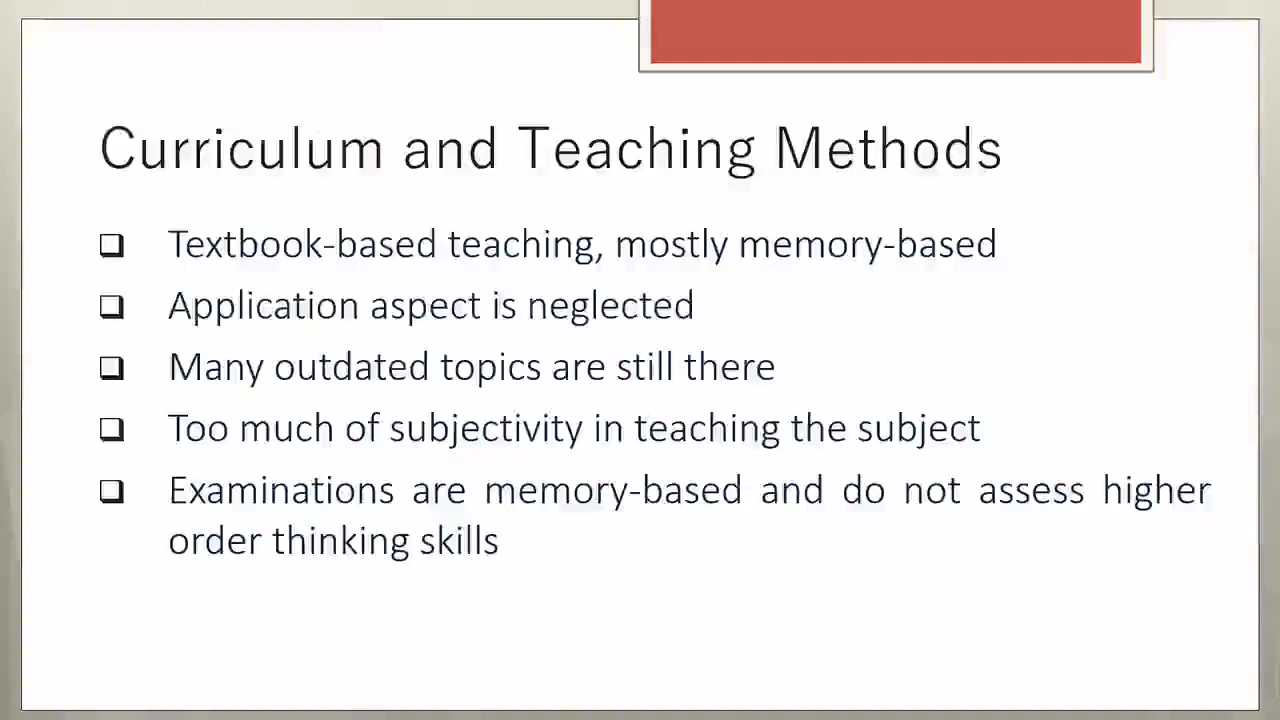 Curriculum and Teaching Methods
❑ Textbook-based teaching, mostly memory-based
❑ Application aspect is neglected
❑ Many outdated topics are still there
❑ Too much of subjectivity in teaching the subject
❑ Examinations are memory-based and do not assess higher
order thinking skills